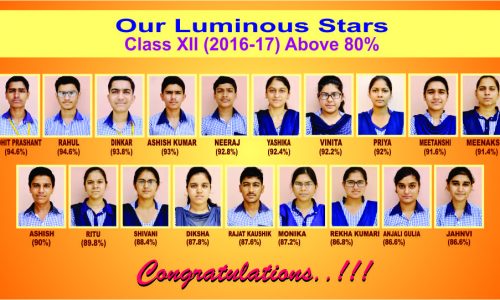 Our Luminous Stars
Class XII (2016-17) Above 80%
HIT PRASHANT RAHUL DINKAR ASHISH KUMAR NEERAJ YASHIKA VINITA PRIYA MEETANSHI MEENAKS
(94.6%) (94.6%) (93.8%) (93%) (92.8%) (92.4%) (92.2%) (92%) (91.6%) (91.4%)
ASHISH RITU SHIVANI DIKSHA RAJAT KAUSHIK MONIKA REKHA KUMARI ANJALI GULIA JAHNVI
(90%) (89.8%) (88.4%) (87.8%) (87.6%) (87.2%) (86.8%) (86.6%) (86.6%)
Congratulations..!!!